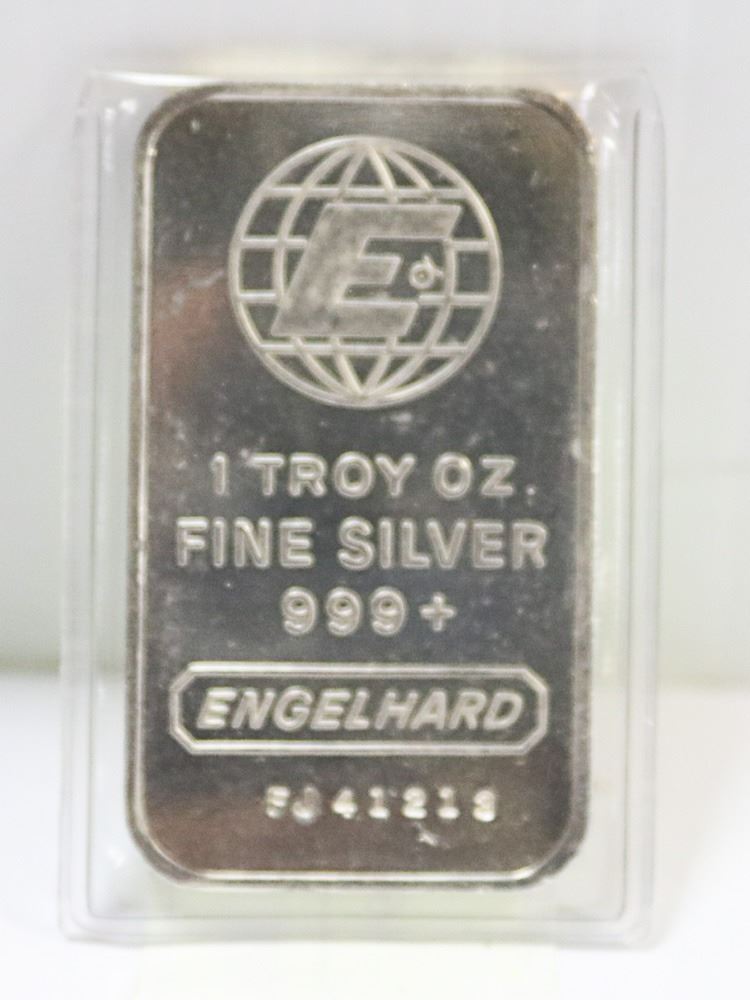 E
1 TROY OZ
FINE SILVER
999+
ENGELHARD